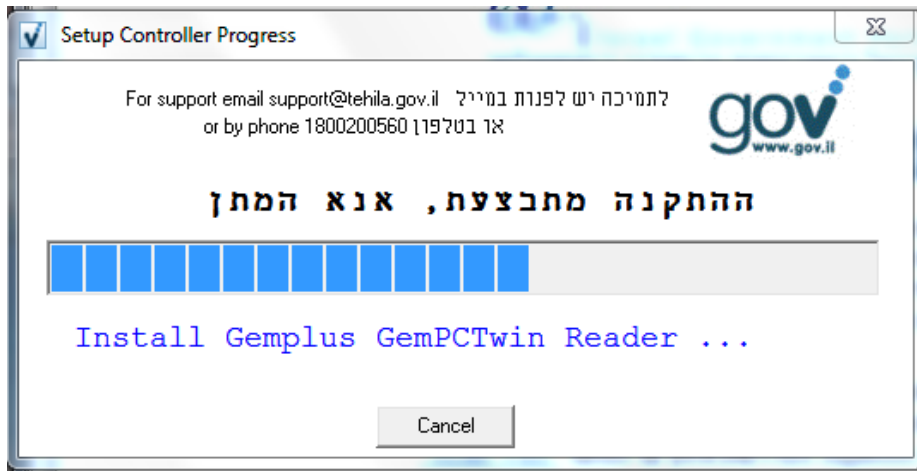 Setup Controller Progress
For support email support@tehila.gov.il לתמיכה יש לפנות במייל
or by phone 1800200560 או בטלפון
gov
www.gov.il
ההתקנה מתבצעת, אנא המתן
Install Gemplus GemPCTwin Reader ...
Cancel